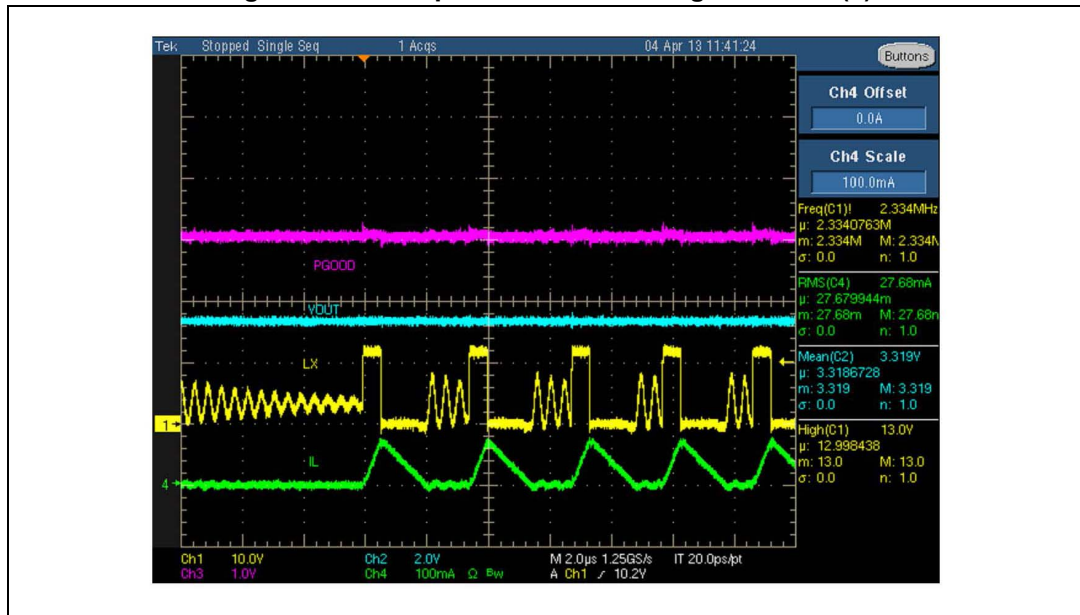 Tek Stopped Single Seq 1 Acqs 04 Apr 13 11:41:24
Buttons
Ch4 Offset
0.0A
Ch4 Scale
100.0mA
Freq(C1)! 2.334MHz
µ: 2.3340763M
m: 2.334M M: 2.334M
σ: 0.0 n: 1.0
RMS(C4) 27.68mA
µ: 27.679944m
m: 27.68m M: 27.68m
σ: 0.0 n: 1.0
Mean(C2) 3.319V
µ: 3.3186728
m: 3.319 M: 3.319
σ: 0.0 n: 1.0
High(C1) 13.0V
µ: 12.998438
m: 13.0 M: 13.0
σ: 0.0 n: 1.0
PGOOD
VOUT
LX
1
IL
4
Ch1 10.0V Ch2 2.0V M 2.0µs 1.25GS/s IT 20.0ps/pt
Ch3 1.0V Ch4 100mA Ω Bw A Ch1 ⌿ 10.2V